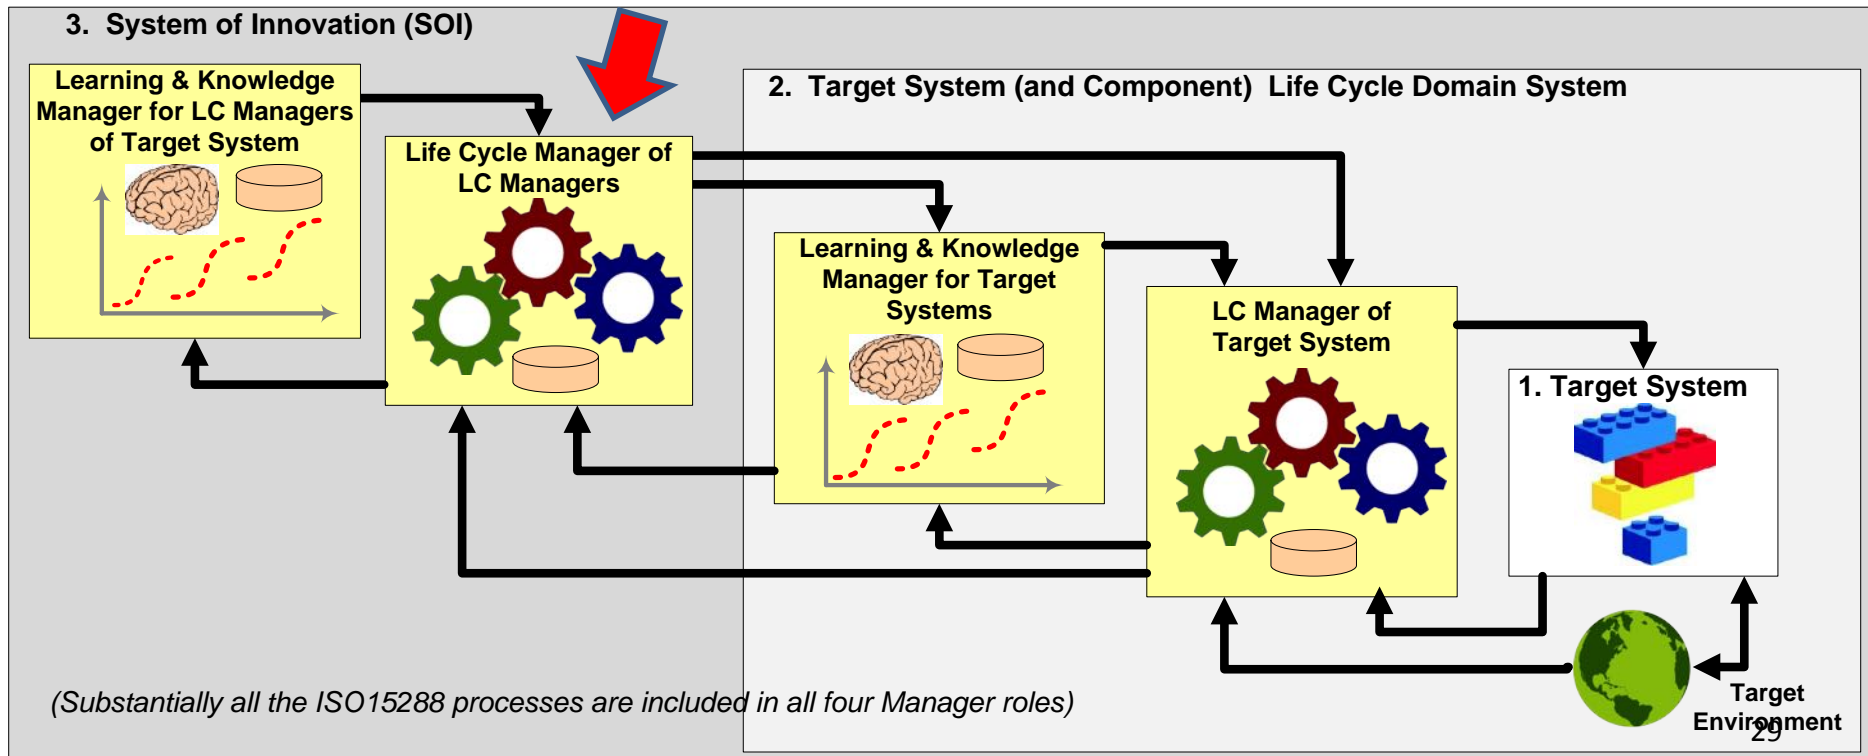 3. System of Innovation (SOI)
Learning & Knowledge
Manager for LC Managers
of Target System
Life Cycle Manager of
LC Managers
2. Target System (and Component) Life Cycle Domain System
Learning & Knowledge
Manager for Target
Systems
LC Manager of
Target System
1. Target System
(Substantially all the ISO15288 processes are included in all four Manager roles)
Target
Environment
29